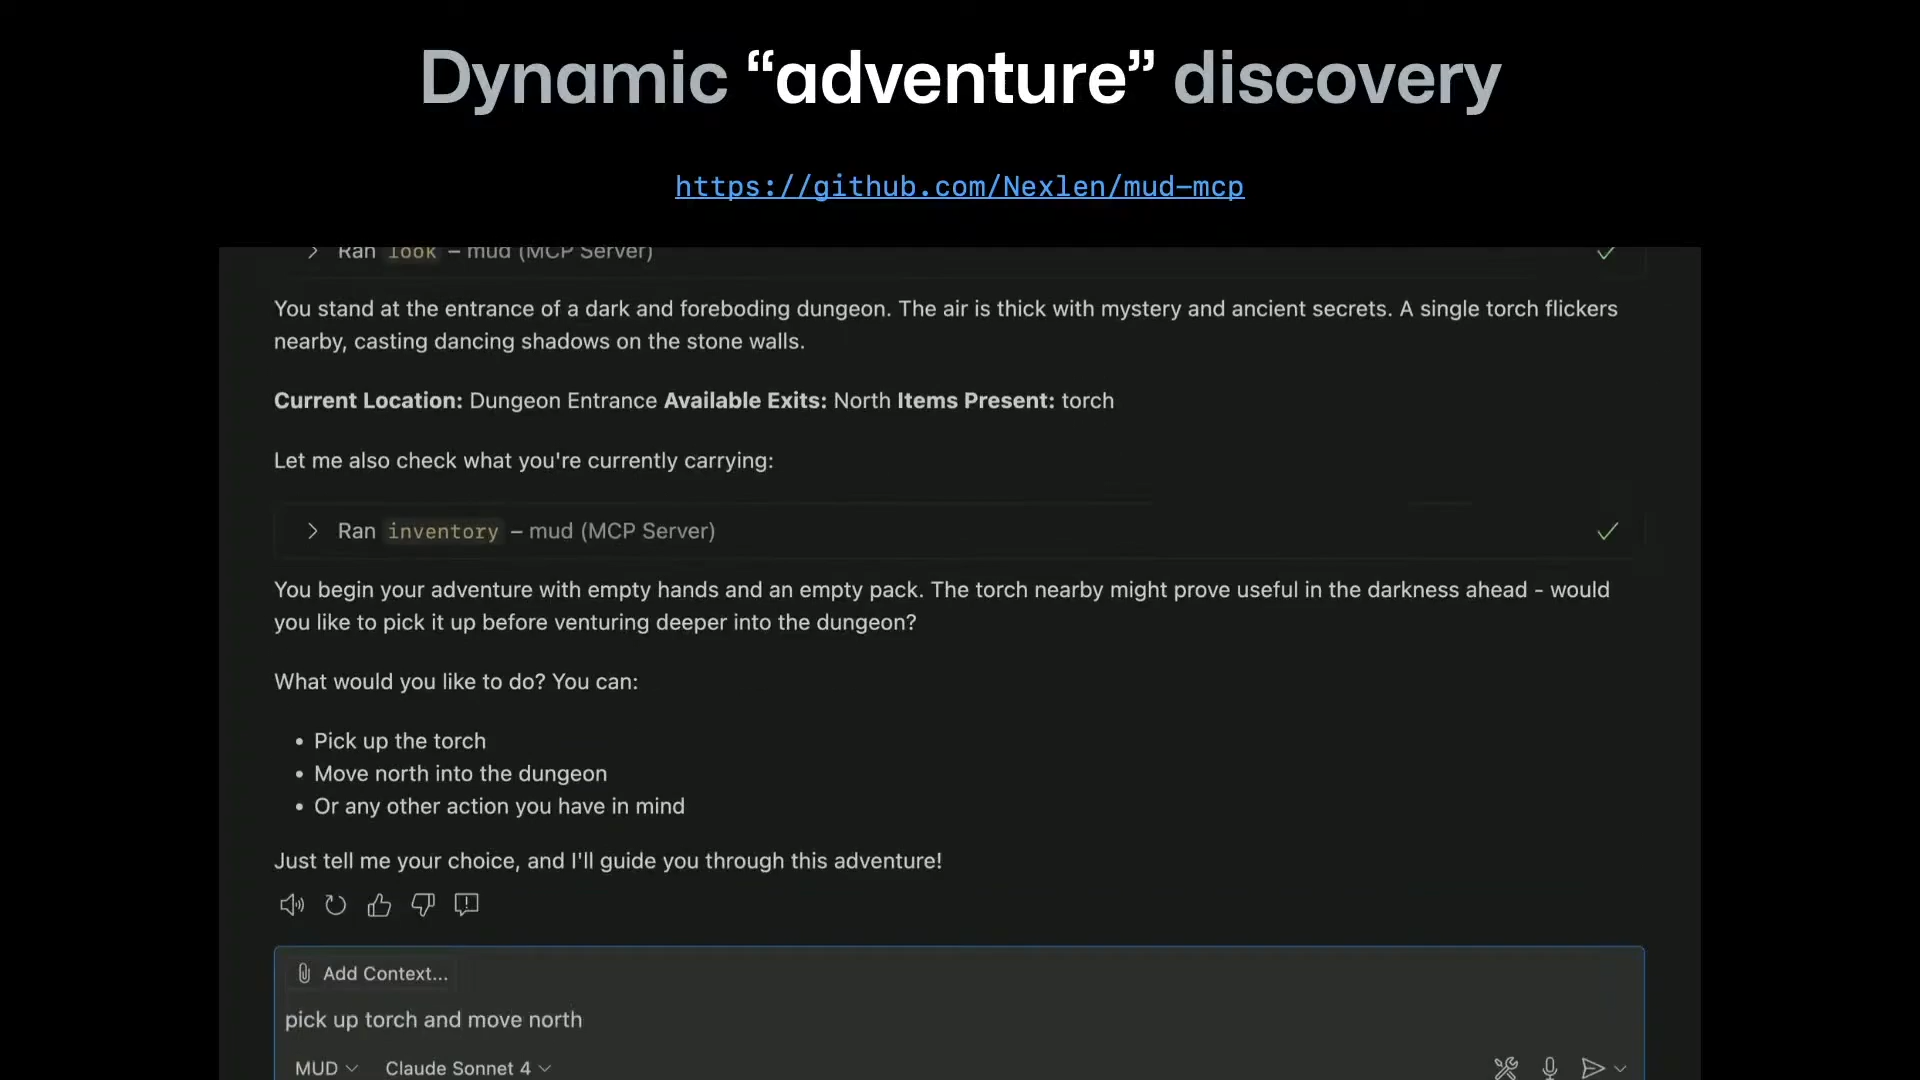 Dynamic “adventure” discovery
https://github.com/Nexlen/mud-mcp
Ran look – mud (MCP Server)
You stand at the entrance of a dark and foreboding dungeon. The air is thick with mystery and ancient secrets. A single torch flickers
nearby, casting dancing shadows on the stone walls.
Current Location: Dungeon Entrance Available Exits: North Items Present: torch
Let me also check what you're currently carrying:
Ran inventory – mud (MCP Server)
You begin your adventure with empty hands and an empty pack. The torch nearby might prove useful in the darkness ahead - would
you like to pick it up before venturing deeper into the dungeon?
What would you like to do? You can:
• Pick up the torch
• Move north into the dungeon
• Or any other action you have in mind
Just tell me your choice, and I'll guide you through this adventure!
Add Context...
pick up torch and move north
MUD Claude Sonnet 4